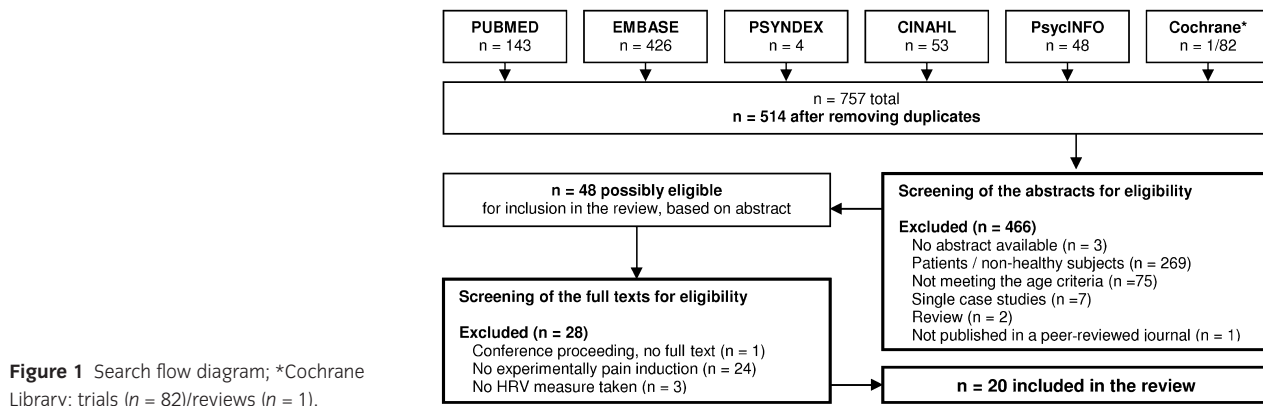 PUBMED
n = 143
EMBASE
n = 426
PSYNDEX
n = 4
CINAHL
n = 53
PsycINFO
n = 48
Cochrane*
n = 1/82
n = 757 total
n = 514 after removing duplicates
Screening of the abstracts for eligibility
Excluded (n = 466)
No abstract available (n = 3)
Patients / non-healthy subjects (n = 269)
Not meeting the age criteria (n =75)
Single case studies (n =7)
Review (n = 2)
Not published in a peer-reviewed journal (n = 1)
n = 48 possibly eligible
for inclusion in the review, based on abstract
Screening of the full texts for eligibility
Excluded (n = 28)
Conference proceeding, no full text (n = 1)
No experimentally pain induction (n = 24)
No HRV measure taken (n = 3)
n = 20 included in the review
Figure 1 Search flow diagram; *Cochrane
Library: trials (n = 82)/reviews (n = 1).